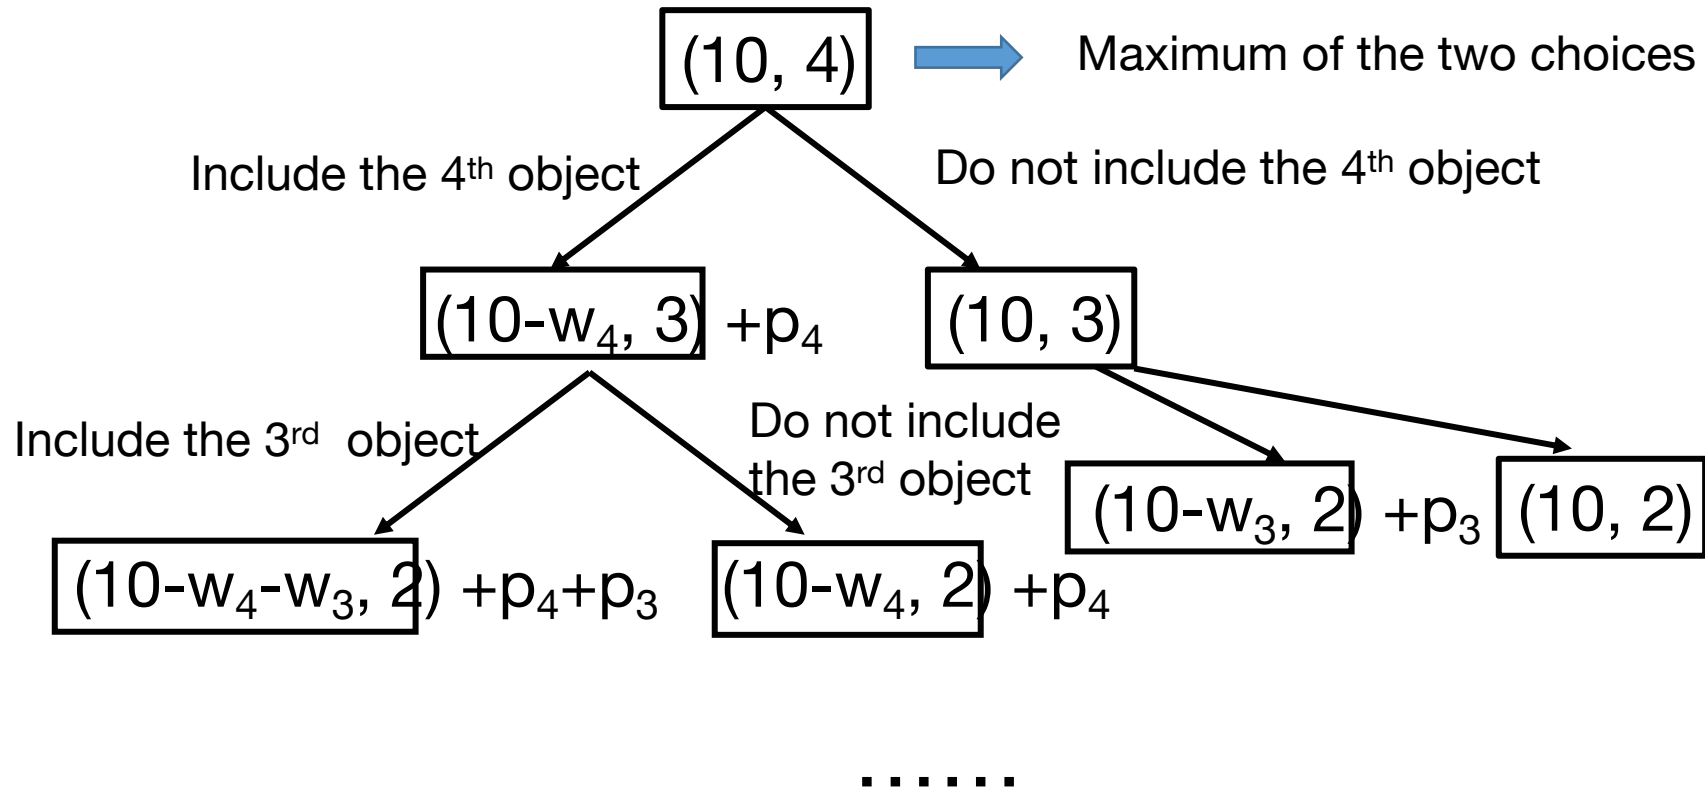 (10, 4)
Maximum of the two choices
Include the 4th object
Do not include the 4th object
(10-w4, 3) +p4
(10, 3)
Include the 3rd object
Do not include
the 3rd object
(10-w3, 2) +p3
(10, 2)
(10-w4-w3, 2) +p4+p3
(10-w4, 2) +p4
......